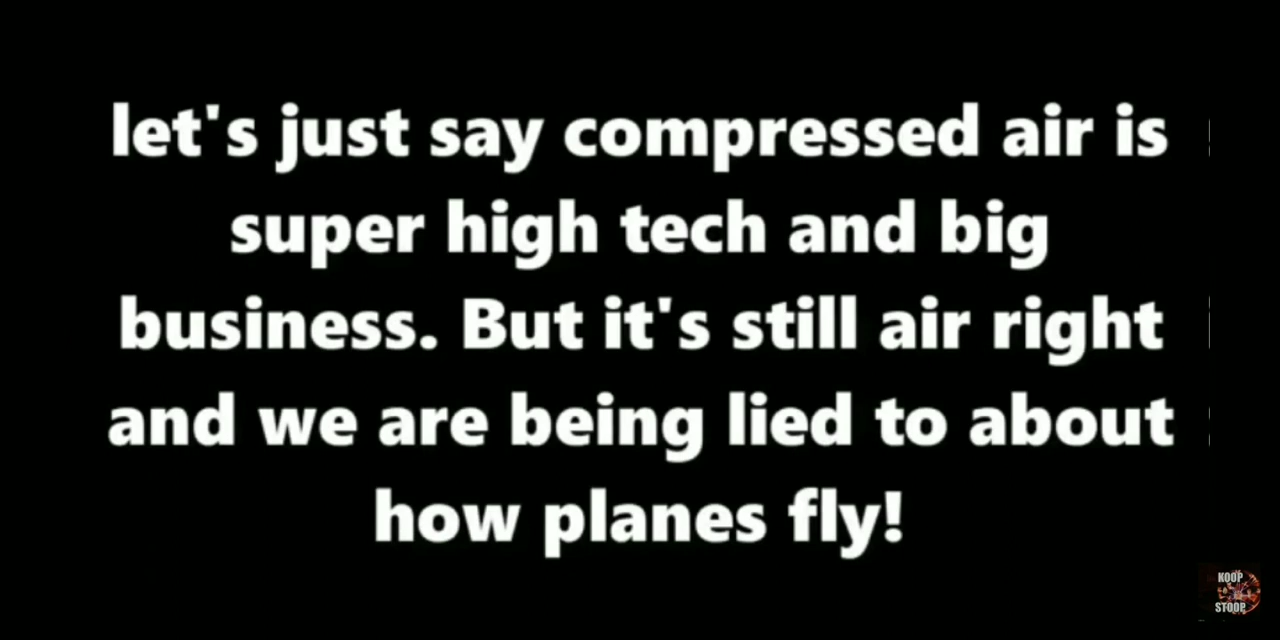 let's just say compressed air is
super high tech and big
business. But it's still air right
and we are being lied to about
how planes fly!
KOOP
STOOP